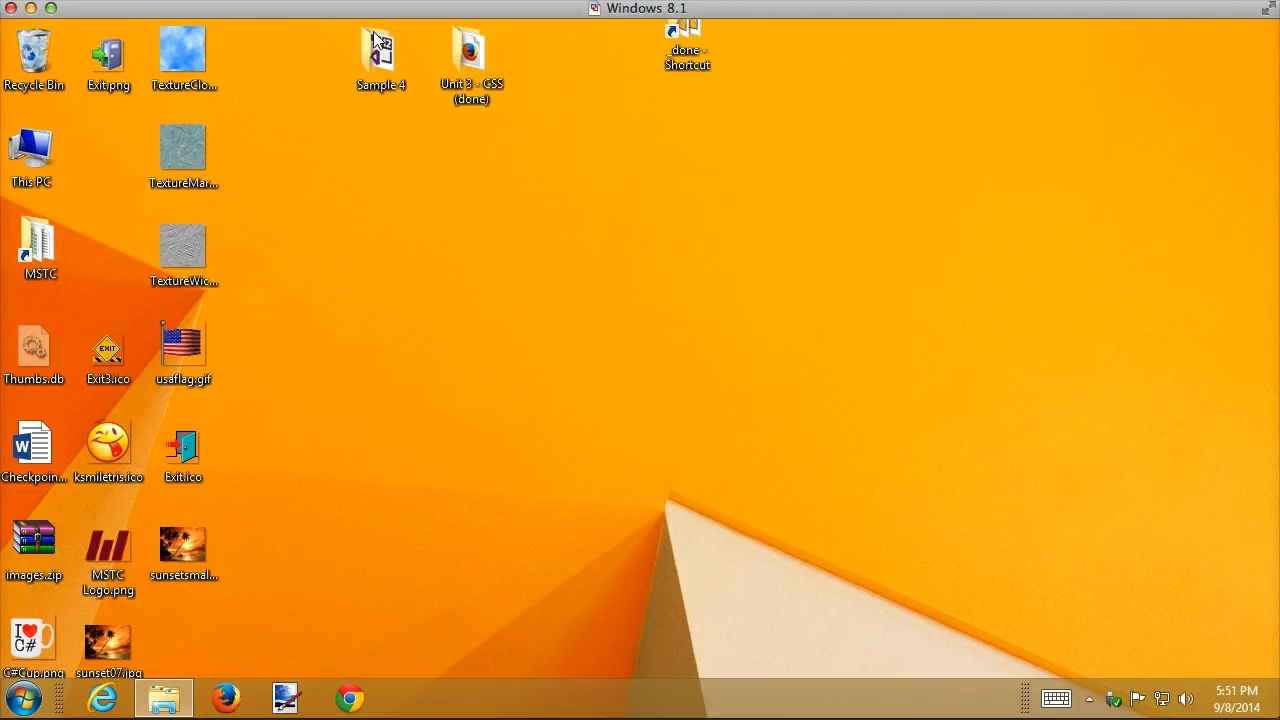 Windows 8.1
Recycle Bin
Exit.png
TextureClo...
Sample 4
Unit 3 - CSS
(done)
_done -
Shortcut
This PC
TextureMar...
MSTC
TextureWic...
Thumbs.db
EXIT
Exit3.ico
usaflag.gif
W
Checkpoin...
ksmiletris.ico
Exit.ico
images.zip
MSTC
Logo.png
sunsetsmal...
I
C#
C#Cup.png
sunset07.jpg
5:51 PM
9/8/2014